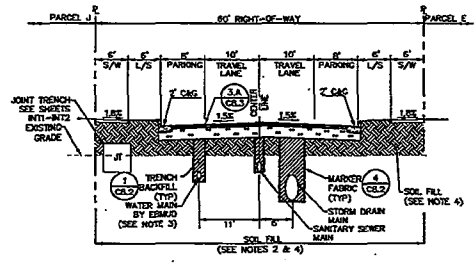 PARCEL J
PARCEL E
60' RIGHT-OF-WAY
6' 6' 8' 10' 10' 8' 6' 6'
S/W L/S PARKING TRAVEL LANE TRAVEL LANE PARKING L/S S/W
2' C&G
3.A
C8.3
CENTER LINE
2' C&G
1.5% 1.5%
JOINT TRENCH
SEE SHEETS
INT1-INT2
EXISTING
GRADE
JT
1
C8.2
TRENCH
BACKFILL
(TYP)
WATER MAIN
BY EBMUD
(SEE NOTE 3)
11' 6'
MARKER
FABRIC
(TYP)
4
C8.2
STORM DRAIN
MAIN
SANITARY SEWER
MAIN
SOIL FILL
(SEE NOTE 4)
SOIL FILL
(SEE NOTES 2 & 4)